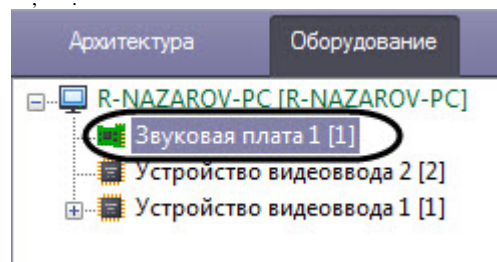 Архитектура Оборудование
R-NAZAROV-PC [R-NAZAROV-PC]
Звуковая плата 1 [1]
Устройство видеоввода 2 [2]
Устройство видеоввода 1 [1]